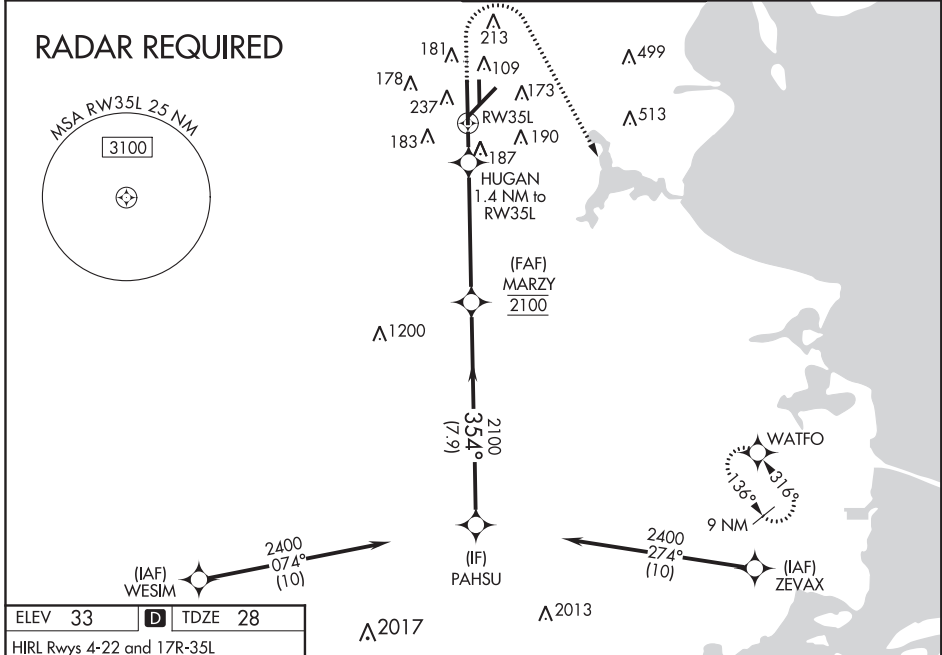 RADAR REQUIRED
MSA RW35L 25 NM
3100
213
181
109
499
178
237
173
RW35L
513
183
190
187
HUGAN
1.4 NM to
RW35L
(FAF)
MARZY
2100
1200
2100
354°
(7.9)
WATFO
136°
316°
9 NM
2400
074°
(10)
(IAF)
WESIM
(IF)
PAHSU
2400
274°
(10)
(IAF)
ZEVAX
2017
2013
ELEV 33 D TDZE 28
HIRL Rwys 4-22 and 17R-35L